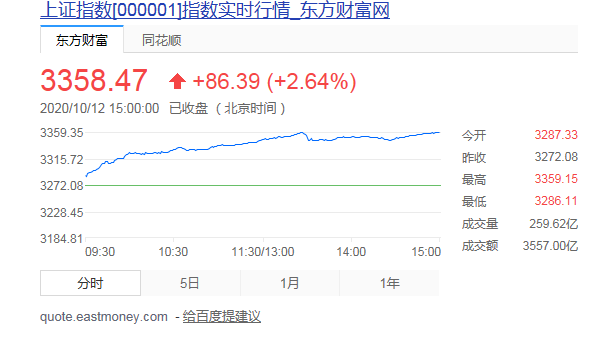 上证指数[000001]指数实时行情_东方财富网
东方财富 同花顺
3358.47 +86.39 (+2.64%)
2020/10/12 15:00:00 已收盘 （北京时间）
3359.35
3315.72
3272.08
3228.45
3184.81
09:30 10:30 11:30/13:00 14:00 15:00
今开 3287.33
昨收 3272.08
最高 3359.15
最低 3286.11
成交量 259.62亿
成交额 3557.00亿
分时 5日 1月 1年
quote.eastmoney.com - 给百度提建议